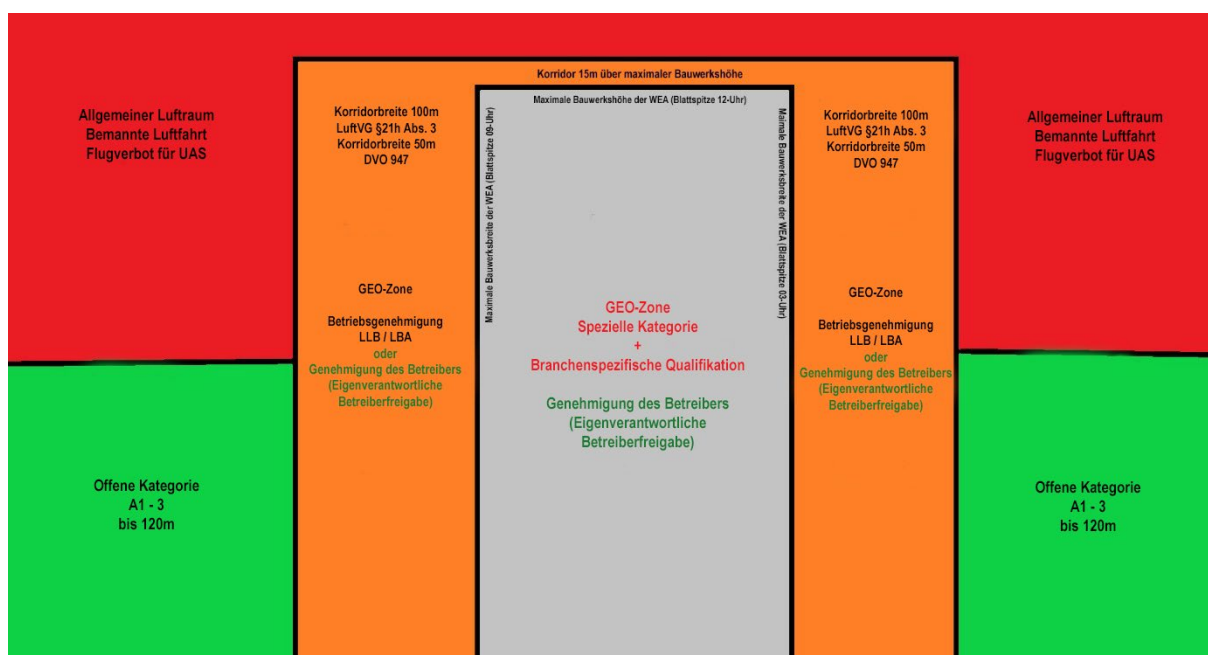 Korridor 15m über maximaler Bauwerkshöhe
Maximale Bauwerkshöhe der WEA (Blattspitze 12-Uhr)
Allgemeiner Luftraum
Bemannte Luftfahrt
Flugverbot für UAS
Offene Kategorie
A1 - 3
bis 120m
Korridorbreite 100m
LuftVG §21h Abs. 3
Korridorbreite 50m
DVO 947
GEO-Zone
Betriebsgenehmigung
LLB / LBA
oder
Genehmigung des Betreibers
(Eigenverantwortliche
Betreiberfreigabe)
Maximale Bauwerksbreite der WEA (Blattspitze 09-Uhr)
GEO-Zone
Spezielle Kategorie
+
Branchenspezifische Qualifikation
Genehmigung des Betreibers
(Eigenverantwortliche
Betreiberfreigabe)
Maimale Bauwerksbreite der WEA (Blattspitze 03-Uhr)
Korridorbreite 100m
LuftVG §21h Abs. 3
Korridorbreite 50m
DVO 947
GEO-Zone
Betriebsgenehmigung
LLB / LBA
oder
Genehmigung des Betreibers
(Eigenverantwortliche
Betreiberfreigabe)
Allgemeiner Luftraum
Bemannte Luftfahrt
Flugverbot für UAS
Offene Kategorie
A1 - 3
bis 120m